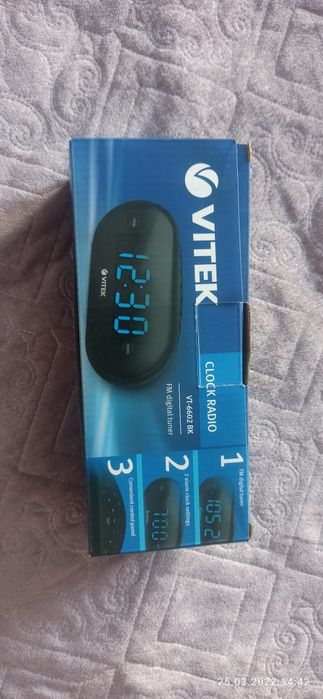 VITEK
12:30
VITEK
CLOCK RADIO
VT-6602 BK
FM digital tuner
1
FM digital tuner
105.2
2
2 alarm clock settings
7:00
3
Convenient control panel
25.03.2022 14:42